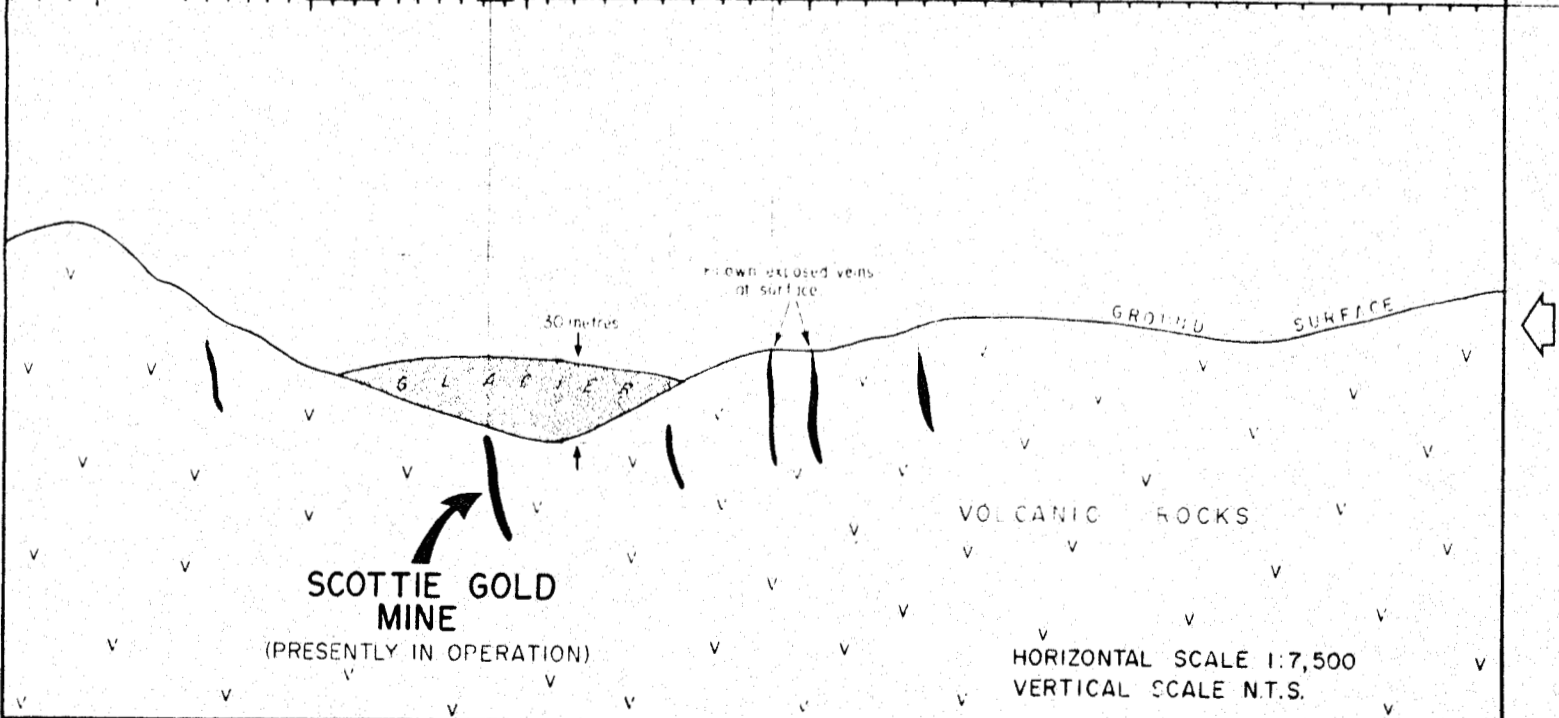 Known exposed veins
at surface
30 metres
GROUND SURFACE
GLACIER
VOLCANIC ROCKS
SCOTTIE GOLD
MINE
(PRESENTLY IN OPERATION)
HORIZONTAL SCALE 1:7,500
VERTICAL SCALE N.T.S.